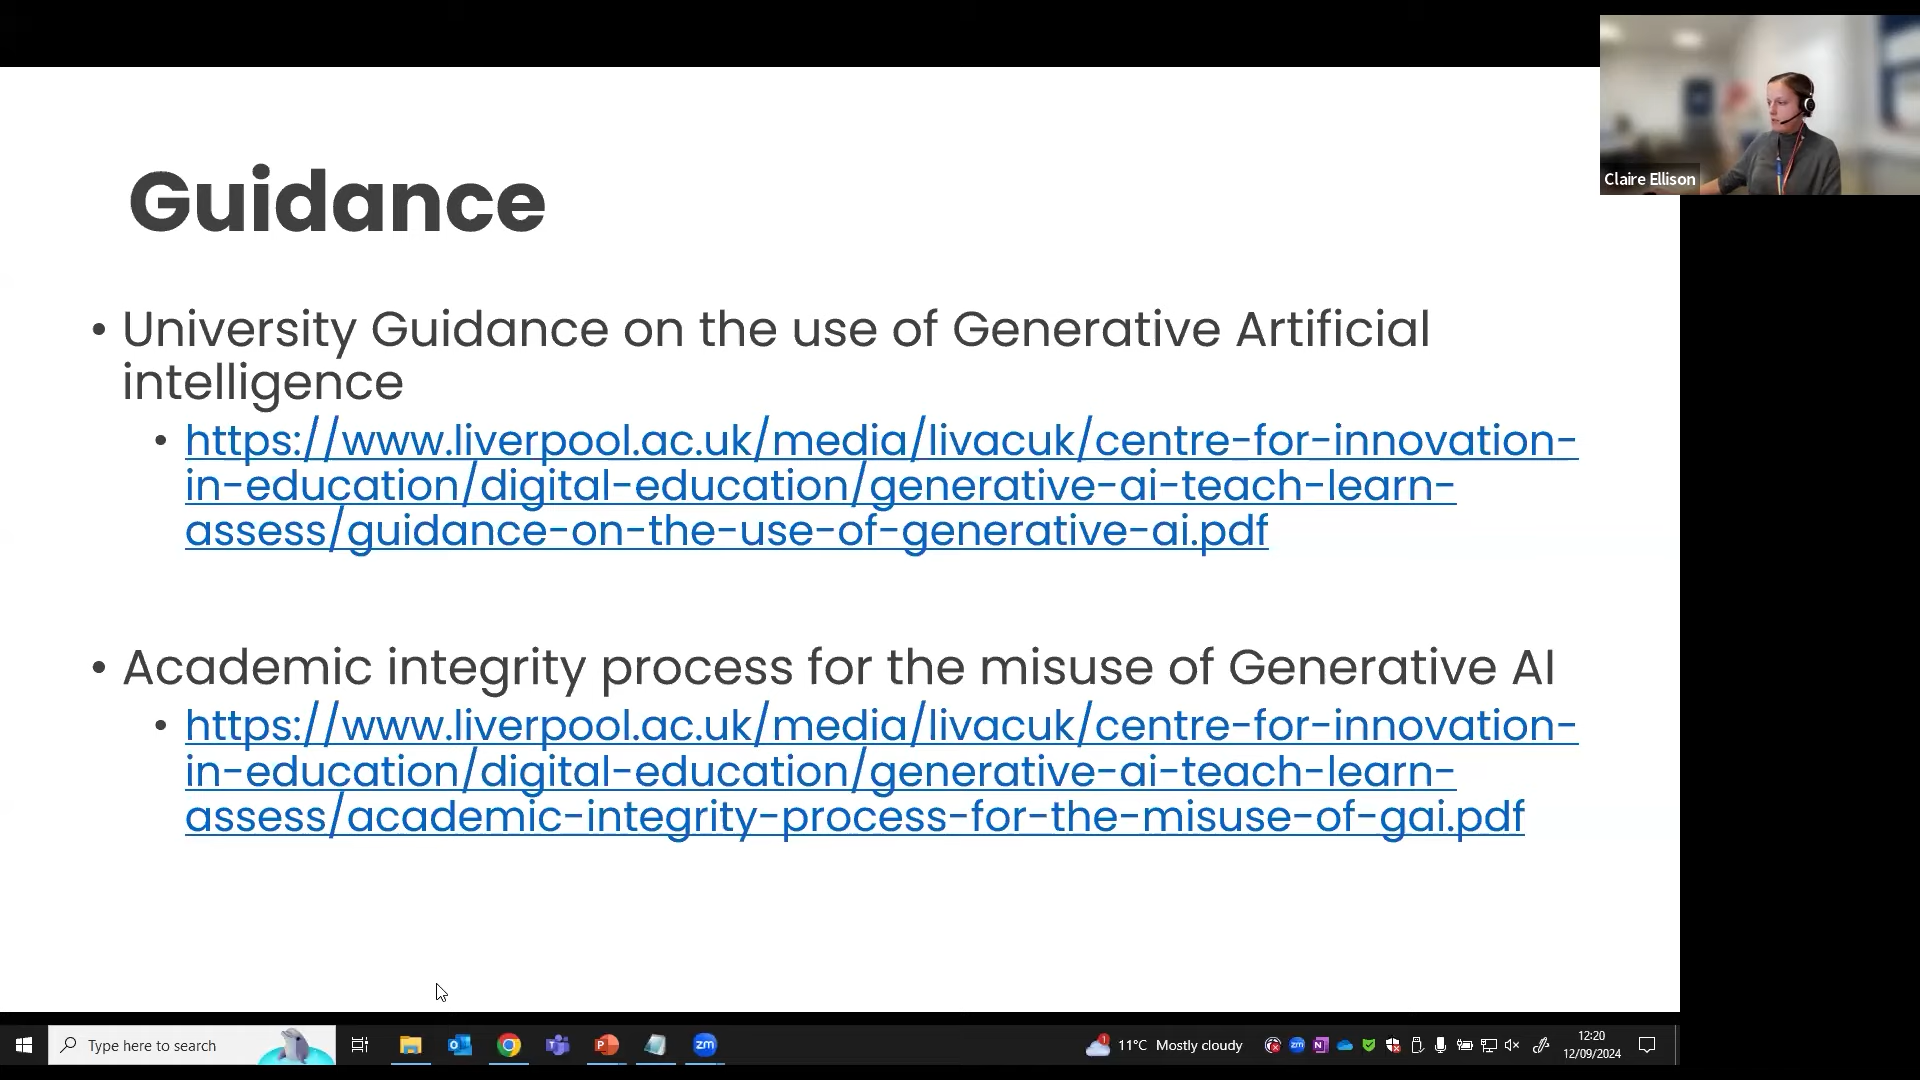 Claire Ellison
Guidance
• University Guidance on the use of Generative Artificial
intelligence
• https://www.liverpool.ac.uk/media/livacuk/centre-for-innovation-
in-education/digital-education/generative-ai-teach-learn-
assess/guidance-on-the-use-of-generative-ai.pdf
• Academic integrity process for the misuse of Generative AI
• https://www.liverpool.ac.uk/media/livacuk/centre-for-innovation-
in-education/digital-education/generative-ai-teach-learn-
assess/academic-integrity-process-for-the-misuse-of-gai.pdf
Type here to search
zm
11°C Mostly cloudy
12:20
12/09/2024